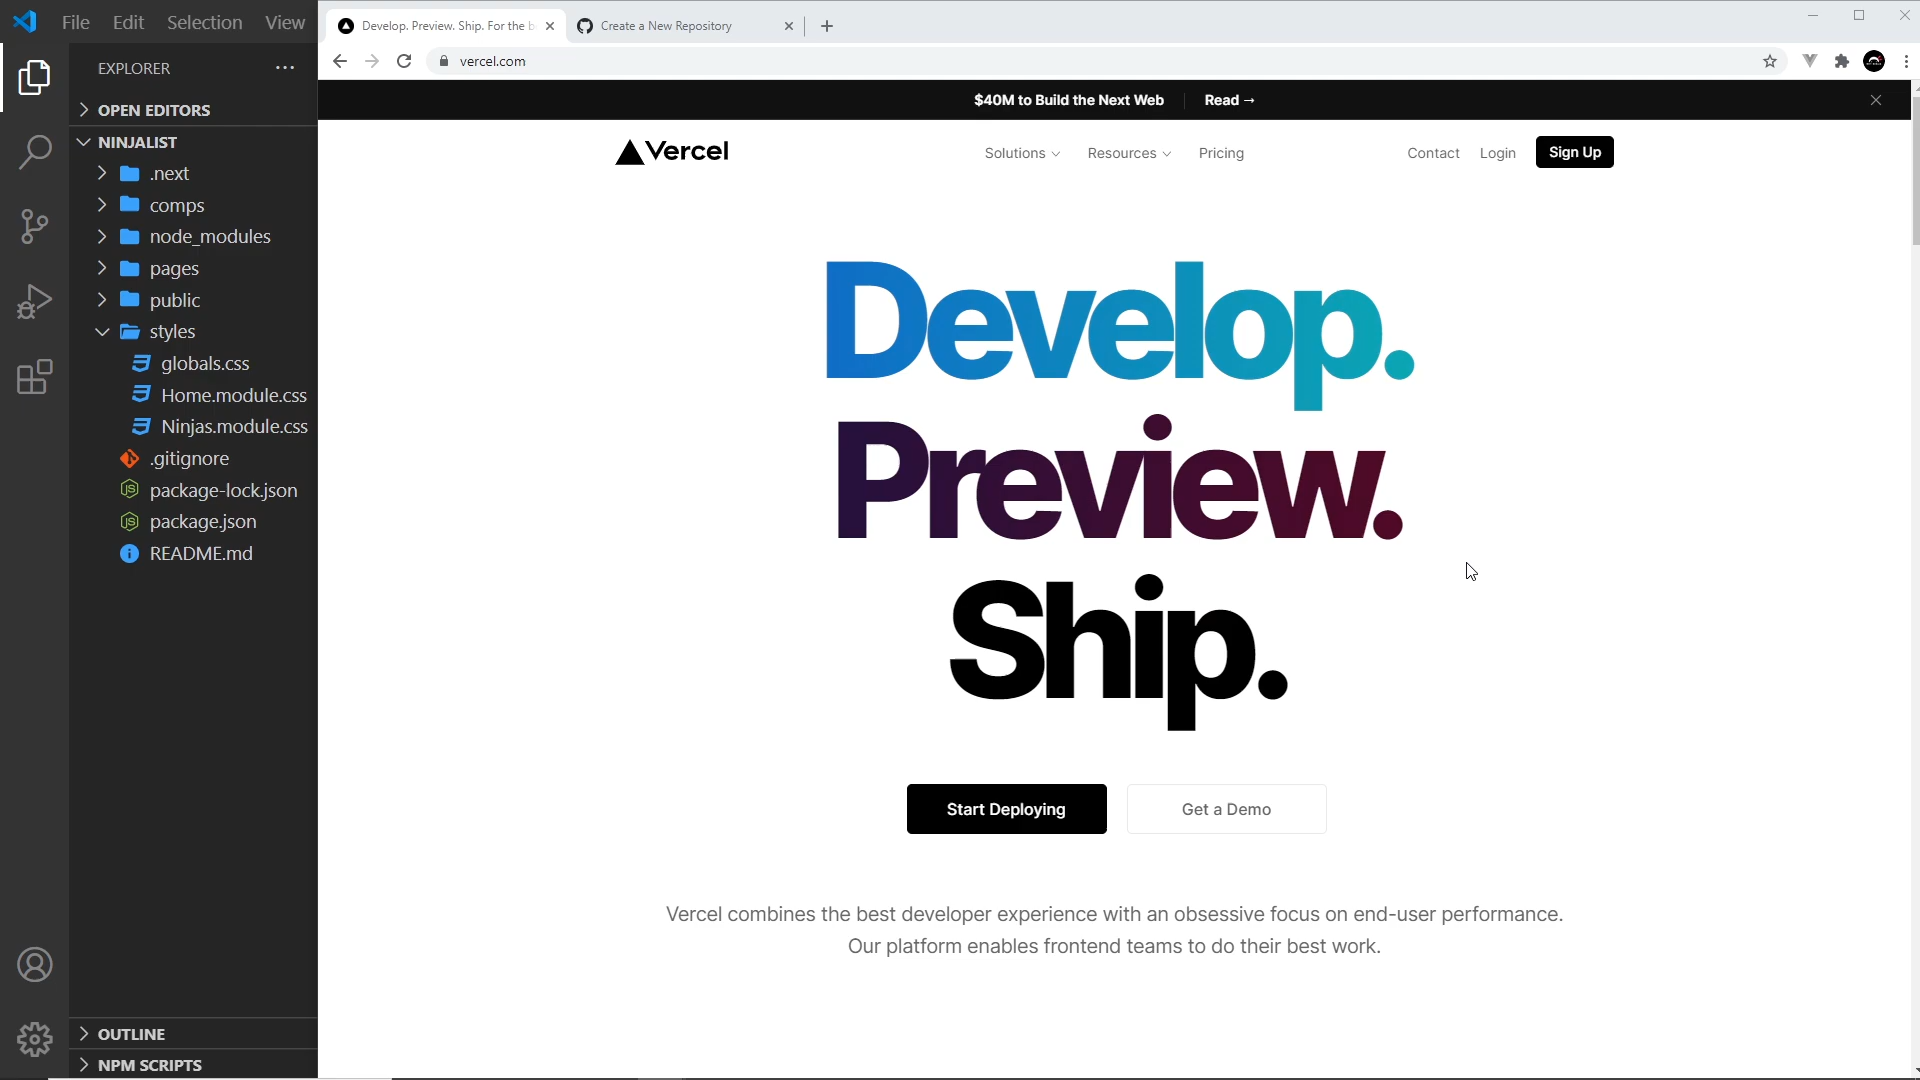 File Edit Selection View
EXPLORER
OPEN EDITORS
NINJALIST
.next
comps
node_modules
pages
public
styles
globals.css
Home.module.css
Ninjas.module.css
.gitignore
package-lock.json
package.json
README.md
OUTLINE
NPM SCRIPTS
Develop. Preview. Ship. For the b
Create a New Repository
vercel.com
$40M to Build the Next Web Read →
Vercel
Solutions Resources Pricing
Contact Login Sign Up
Develop.
Preview.
Ship.
Start Deploying
Get a Demo
Vercel combines the best developer experience with an obsessive focus on end-user performance.
Our platform enables frontend teams to do their best work.